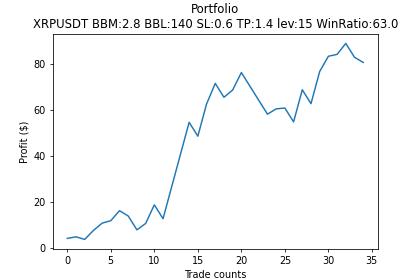 Portfolio
XRPUSDT BBM:2.8 BBL:140 SL:0.6 TP:1.4 lev:15 WinRatio:63.0
Profit ($)
80
60
40
20
0
0 5 10 15 20 25 30 35
Trade counts